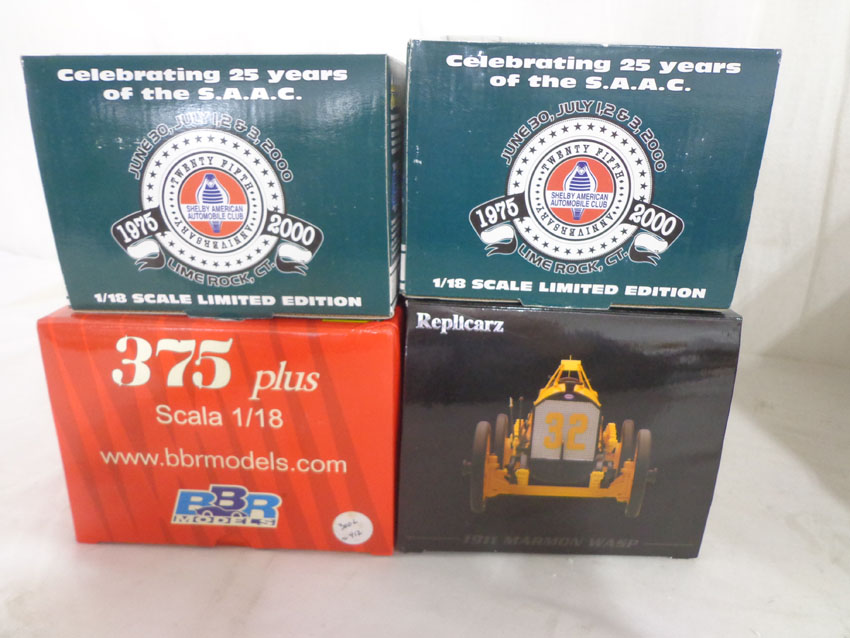 Celebrating 25 years
of the S.A.A.C.
JUNE 30, JULY 1,2 & 3, 2000
TWENTY FIFTH
SHELBY AMERICAN
AUTOMOBILE CLUB
1975 2000
ANNIVERSARY
LIME ROCK, CT.
1/18 SCALE LIMITED EDITION
Celebrating 25 years
of the S.A.A.C.
JUNE 30, JULY 1,2 & 3, 2000
TWENTY FIFTH
SHELBY AMERICAN
AUTOMOBILE CLUB
1975 2000
ANNIVERSARY
LIME ROCK, CT.
1/18 SCALE LIMITED EDITION
375 plus
Scala 1/18
www.bbrmodels.com
BBR
MODELS
Replicarz
32
1911 MARMON WASP